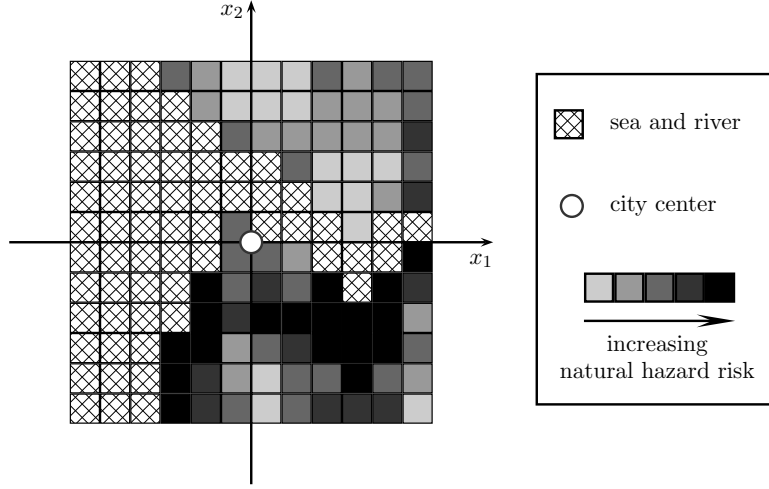 x₂
x₁
sea and river
city center
increasing
natural hazard risk